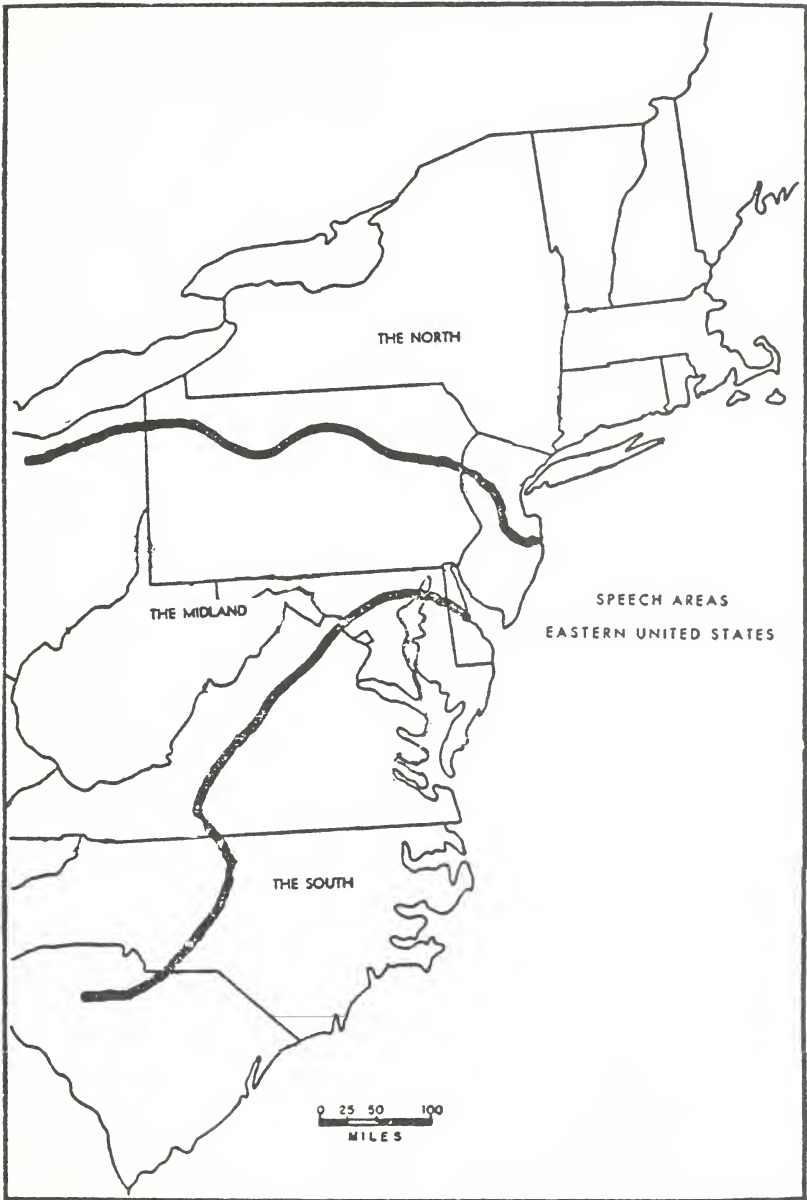 THE NORTH
SPEECH AREAS
EASTERN UNITED STATES
THE MIDLAND
THE SOUTH
0 25 50 100
MILES